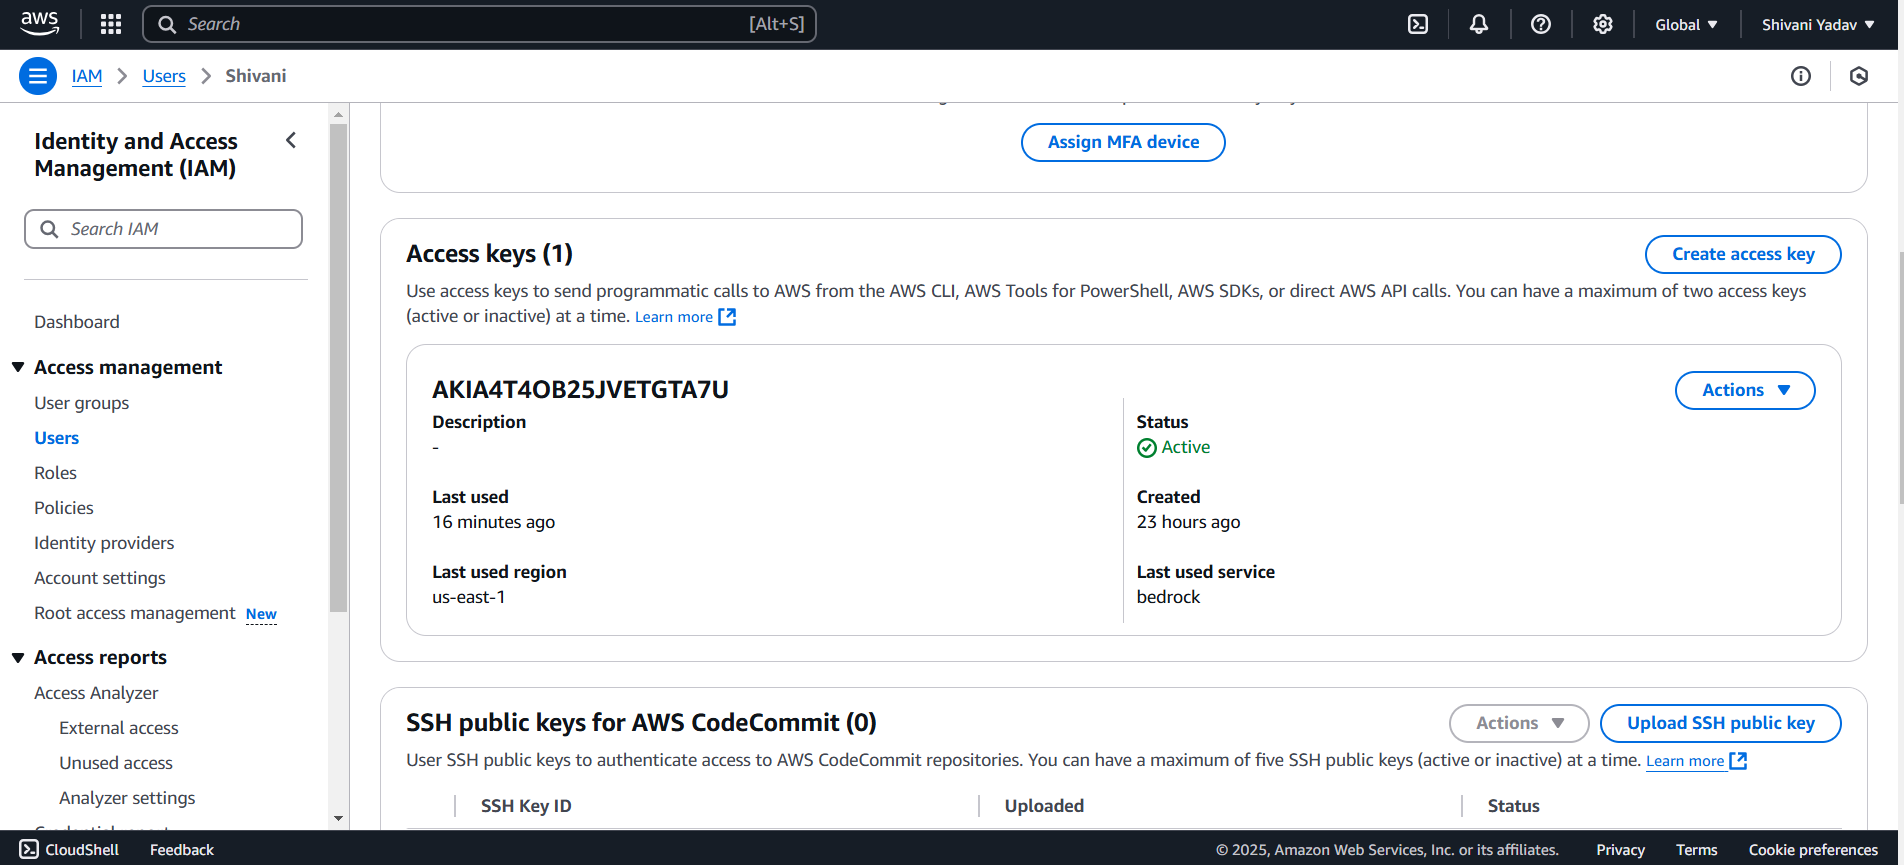 aws
Search [Alt+S]
Global
Shivani Yadav
IAM
Users
Shivani
Identity and Access
Management (IAM)
Search IAM
Dashboard
Access management
User groups
Users
Roles
Policies
Identity providers
Account settings
Root access management New
Access reports
Access Analyzer
External access
Unused access
Analyzer settings
Assign MFA device
Access keys (1)
Create access key
Use access keys to send programmatic calls to AWS from the AWS CLI, AWS Tools for PowerShell, AWS SDKs, or direct AWS API calls. You can have a maximum of two access keys
(active or inactive) at a time. Learn more
AKIA4T4OB25JVETGTA7U
Actions
Description
-
Status
Active
Last used
16 minutes ago
Created
23 hours ago
Last used region
us-east-1
Last used service
bedrock
SSH public keys for AWS CodeCommit (0)
Actions
Upload SSH public key
User SSH public keys to authenticate access to AWS CodeCommit repositories. You can have a maximum of five SSH public keys (active or inactive) at a time. Learn more
SSH Key ID
Uploaded
Status
CloudShell
Feedback
© 2025, Amazon Web Services, Inc. or its affiliates.
Privacy
Terms
Cookie preferences